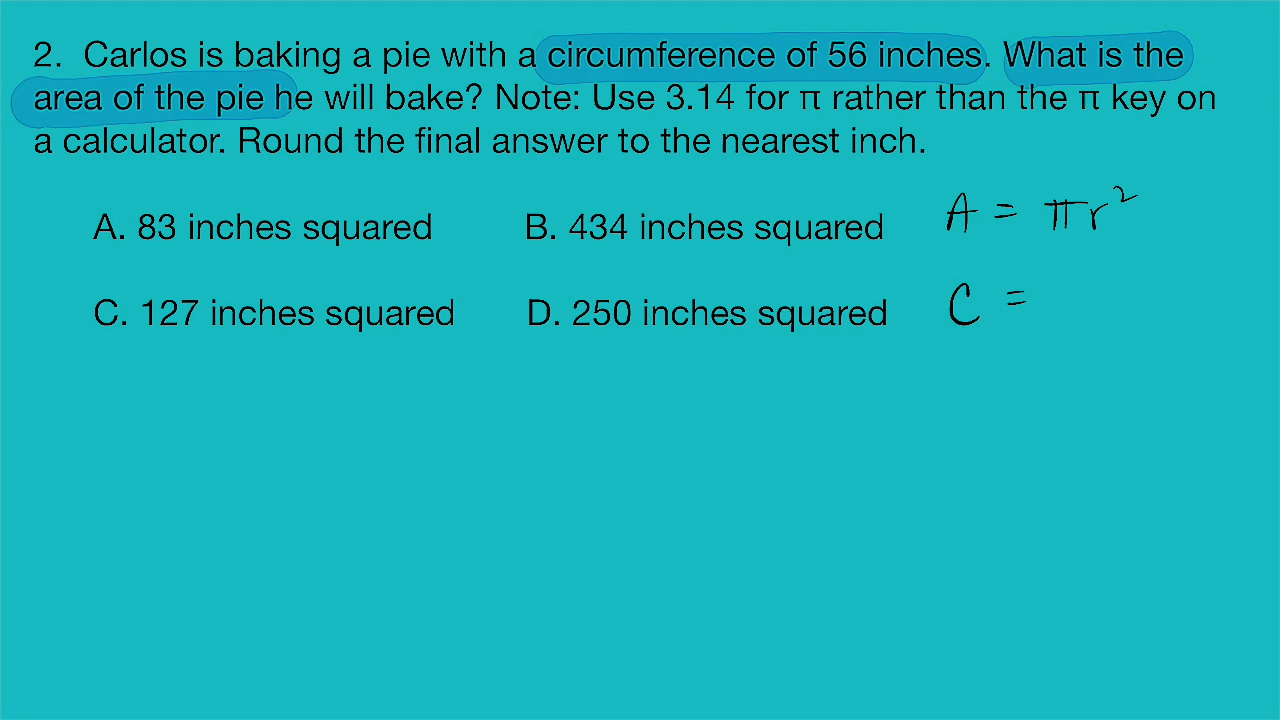 2. Carlos is baking a pie with a circumference of 56 inches. What is the
area of the pie he will bake? Note: Use 3.14 for π rather than the π key on
a calculator. Round the final answer to the nearest inch.
A. 83 inches squared
B. 434 inches squared
A = πr²
C. 127 inches squared
D. 250 inches squared
C =